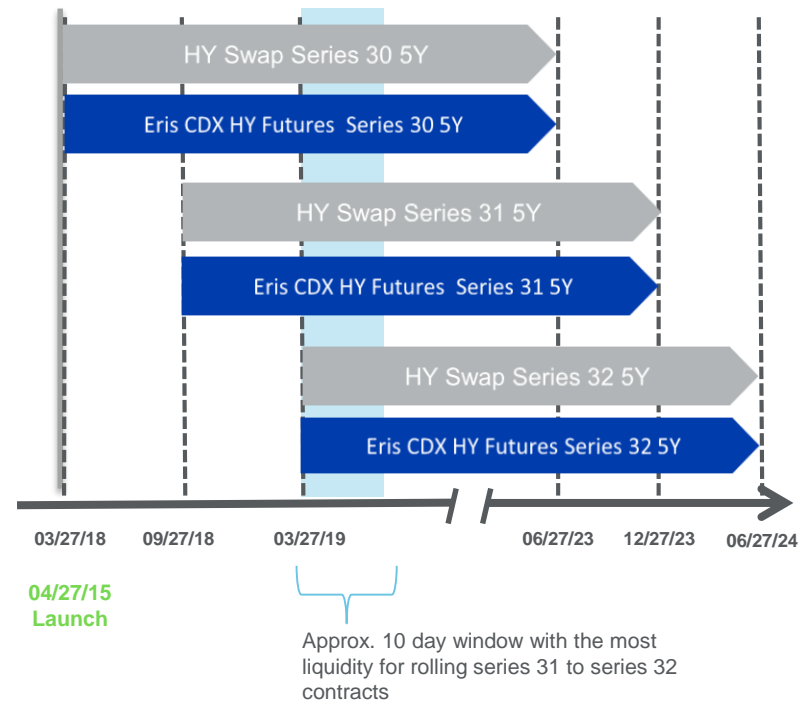 HY Swap Series 30 5Y
Eris CDX HY Futures Series 30 5Y
HY Swap Series 31 5Y
Eris CDX HY Futures Series 31 5Y
HY Swap Series 32 5Y
Eris CDX HY Futures Series 32 5Y
03/27/18 09/27/18 03/27/19 06/27/23 12/27/23 06/27/24
04/27/15
Launch
Approx. 10 day window with the most
liquidity for rolling series 31 to series 32
contracts